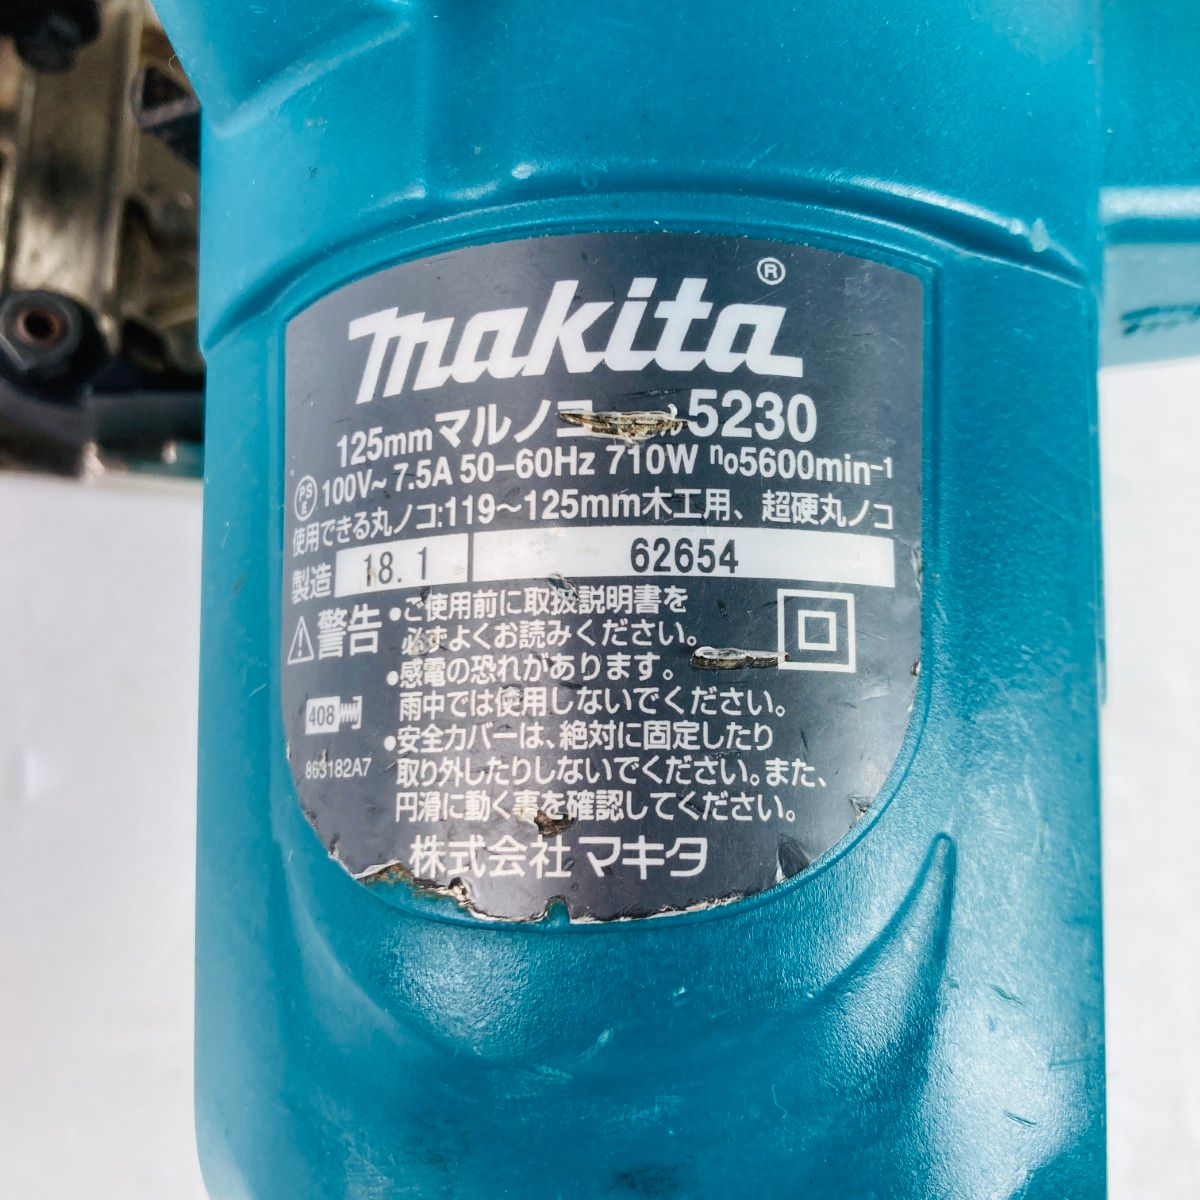 makita®
125mmマルノコ 5230
PSE 100V~ 7.5A 50-60Hz 710W n₀5600min⁻¹
使用できる丸ノコ:119~125mm木工用、超硬丸ノコ
製造 18.1 62654
警告 •ご使用前に取扱説明書を
必ずよくお読みください。
•感電の恐れがあります。
雨中では使用しないでください。
408
•安全カバーは、絶対に固定したり
863182A7 取り外したりしないでください。また、
円滑に動く事を確認してください。
株式会社マキタ